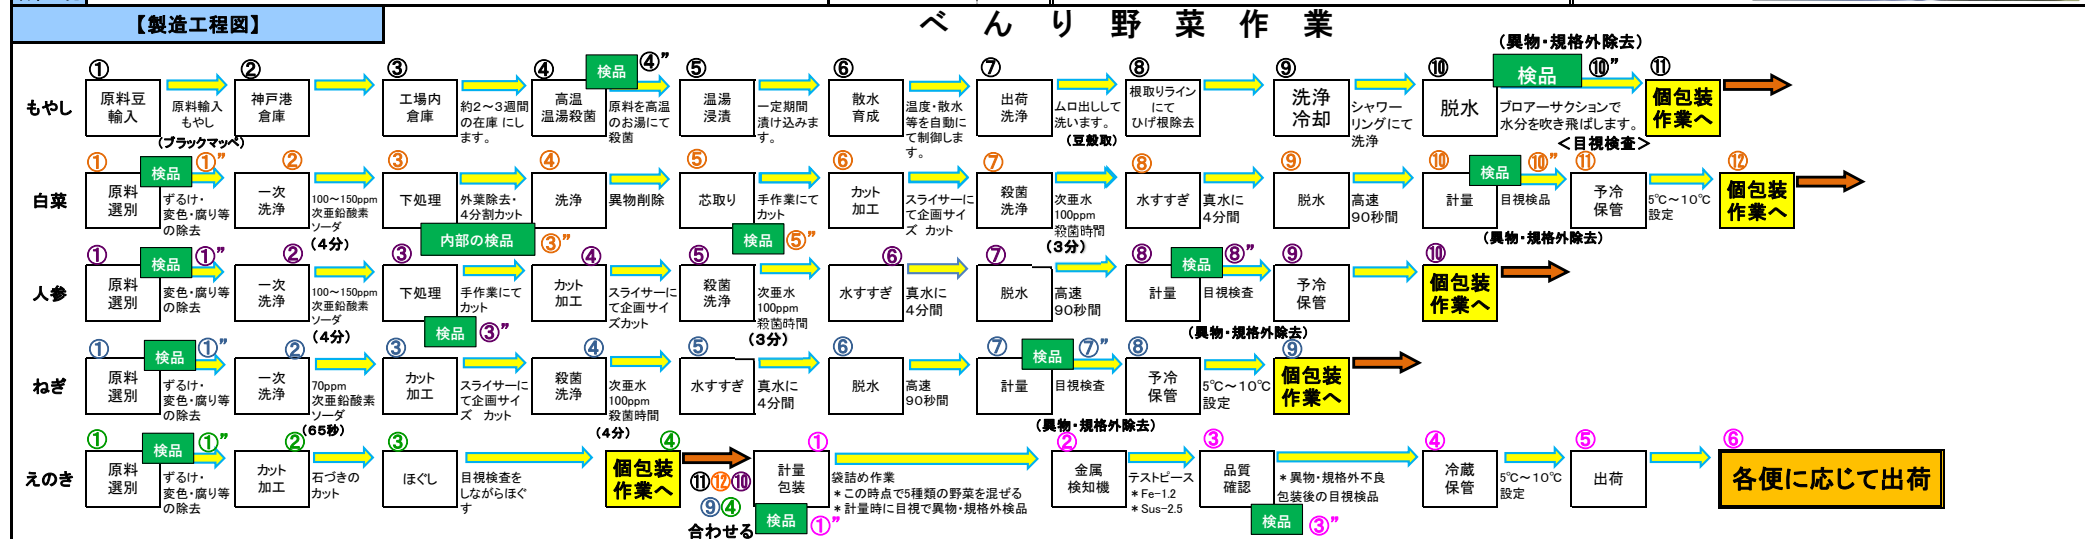 【製造工程図】
べんり野菜作業
もやし
①
原料豆
輸入
原料輸入
もやし
(ブラックマッペ)
②
神戸港
倉庫
③
工場内
倉庫
約2～3週間
の在庫 にし
ます。
④
高温
温湯殺菌
検品
④”
原料を高温
のお湯にて
殺菌
⑤
温湯
浸漬
一定期間
漬け込みま
す。
⑥
散水
育成
温度・散水
等を自動に
て制御しま
す。
⑦
出荷
洗浄
ムロ出しして
洗います。
(豆殻取)
⑧
根取りライン
にて
ひげ根除去
⑨
洗浄
冷却
シャワー
リングにて
洗浄
⑩
脱水
(異物・規格外除去)
検品
⑩”
ブロアーサクションで
水分を吹き飛ばします。
＜目視検査＞
⑪
個包装
作業へ
白菜
①
原料
選別
検品
①”
ずるけ・
変色・腐り等
の除去
②
一次
洗浄
100～150ppm
次亜鉛酸素
ソーダ
(4分)
③
下処理
外葉除去・
4分割カット
内部の検品
③”
④
洗浄
異物削除
⑤
芯取り
手作業にて
カット
検品
⑤”
⑥
カット
加工
スライサーに
て企画サイ
ズ カット
⑦
殺菌
洗浄
次亜水
100ppm
殺菌時間
(3分)
⑧
水すすぎ
真水に
4分間
⑨
脱水
高速
90秒間
⑩
計量
検品
⑩”
目視検品
(異物・規格外除去)
⑪
予冷
保管
5℃～10℃
設定
⑫
個包装
作業へ
人参
①
原料
選別
検品
①”
変色・腐り等
の除去
②
一次
洗浄
100～150ppm
次亜鉛酸素
ソーダ
(4分)
③
下処理
手作業にて
カット
検品
③”
④
カット
加工
スライサーに
て企画サイ
ズカット
⑤
殺菌
洗浄
次亜水
100ppm
殺菌時間
(3分)
⑥
水すすぎ
真水に
4分間
⑦
脱水
高速
90秒間
⑧
計量
検品
⑧”
目視検査
(異物・規格外除去)
⑨
予冷
保管
⑩
個包装
作業へ
ねぎ
①
原料
選別
検品
①”
ずるけ・
変色・腐り等
の除去
②
一次
洗浄
70ppm
次亜鉛酸素
ソーダ
(65秒)
③
カット
加工
スライサーに
て企画サイ
ズ カット
④
殺菌
洗浄
次亜水
100ppm
殺菌時間
(4分)
⑤
水すすぎ
真水に
4分間
⑥
脱水
高速
90秒間
⑦
計量
検品
⑦”
目視検査
(異物・規格外除去)
⑧
予冷
保管
5℃～10℃
設定
⑨
個包装
作業へ
えのき
①
原料
選別
検品
①”
ずるけ・
変色・腐り等
の除去
②
カット
加工
石づきの
カット
③
ほぐし
目視検査を
しながらほぐ
す
④
個包装
作業へ
⑪⑫⑩
⑨④
合わせる
①
計量
包装
検品
①”
袋詰め作業
＊この時点で5種類の野菜を混ぜる
＊計量時に目視で異物・規格外検品
②
金属
検知機
テストピース
＊Fe-1.2
＊Sus-2.5
③
品質
確認
＊異物・規格外不良
包装後の目視検品
検品
③”
④
冷蔵
保管
5℃～10℃
設定
⑤
出荷
⑥
各便に応じて出荷